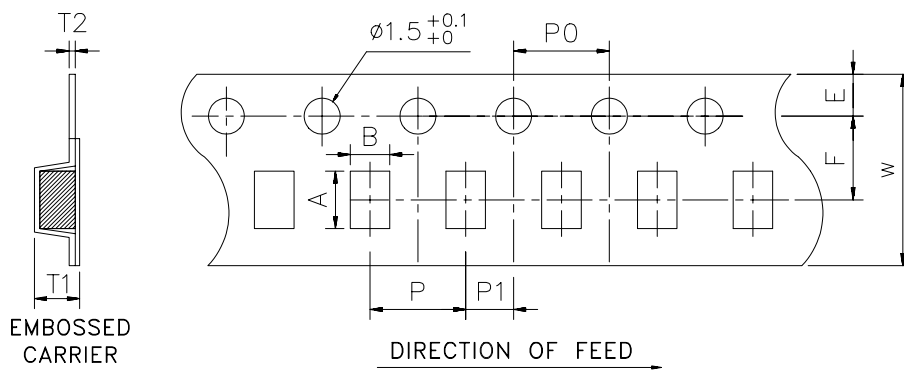 T2
ø1.5 +0.1
+0
P0
E
B
F
W
A
T1
P
P1
EMBOSSED
CARRIER
DIRECTION OF FEED